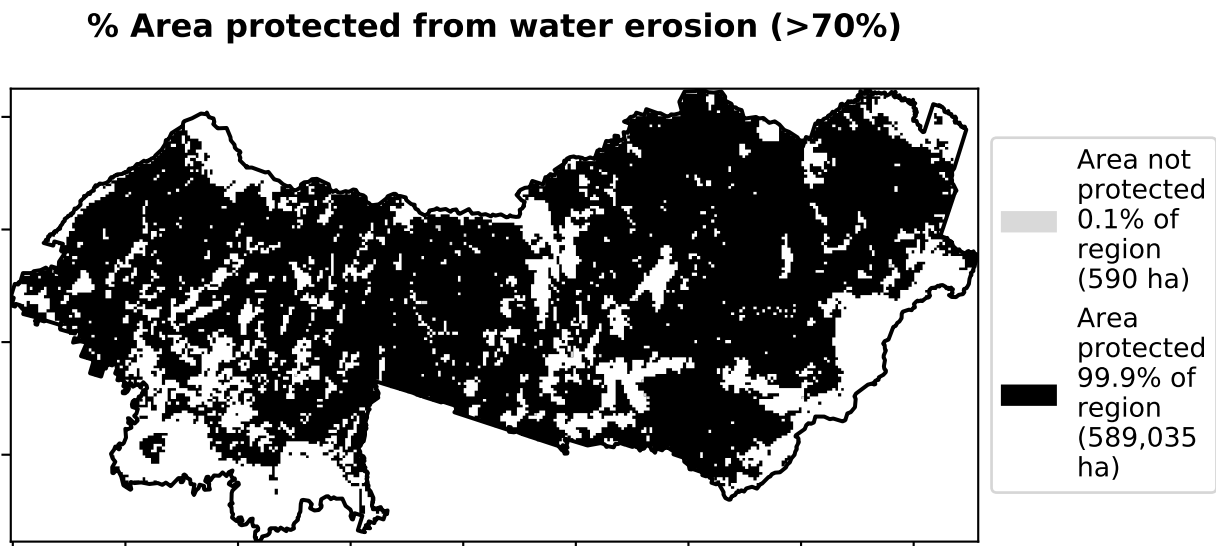 % Area protected from water erosion (>70%)
Area not
protected
0.1% of
region
(590 ha)
Area
protected
99.9% of
region
(589,035
ha)